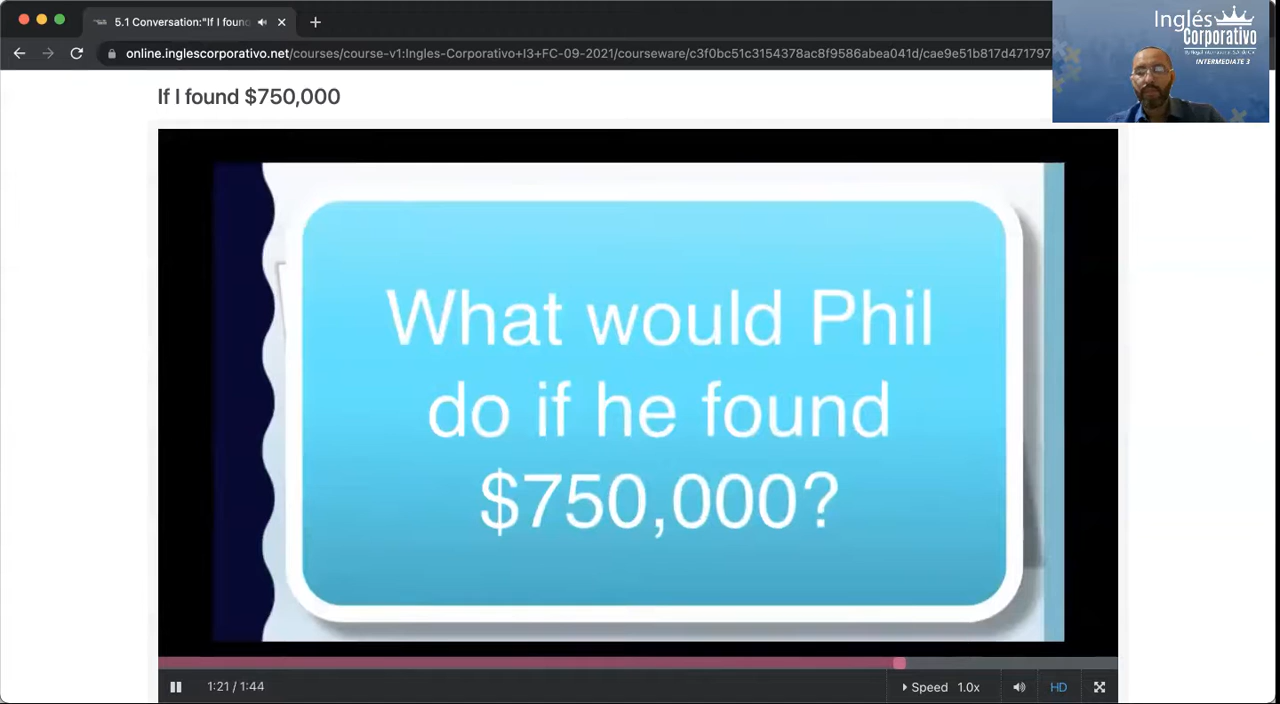 5.1 Conversation:"If I foun
online.inglescorporativo.net/courses/course-v1:Ingles-Corporativo+I3+FC-09-2021/courseware/c3f0bc51c3154378ac8f9586abea041d/cae9e51b817d471797
Inglés
Corporativo
INTERMEDIATE 3
If I found $750,000
What would Phil
do if he found
$750,000?
1:21 / 1:44
Speed 1.0x
HD